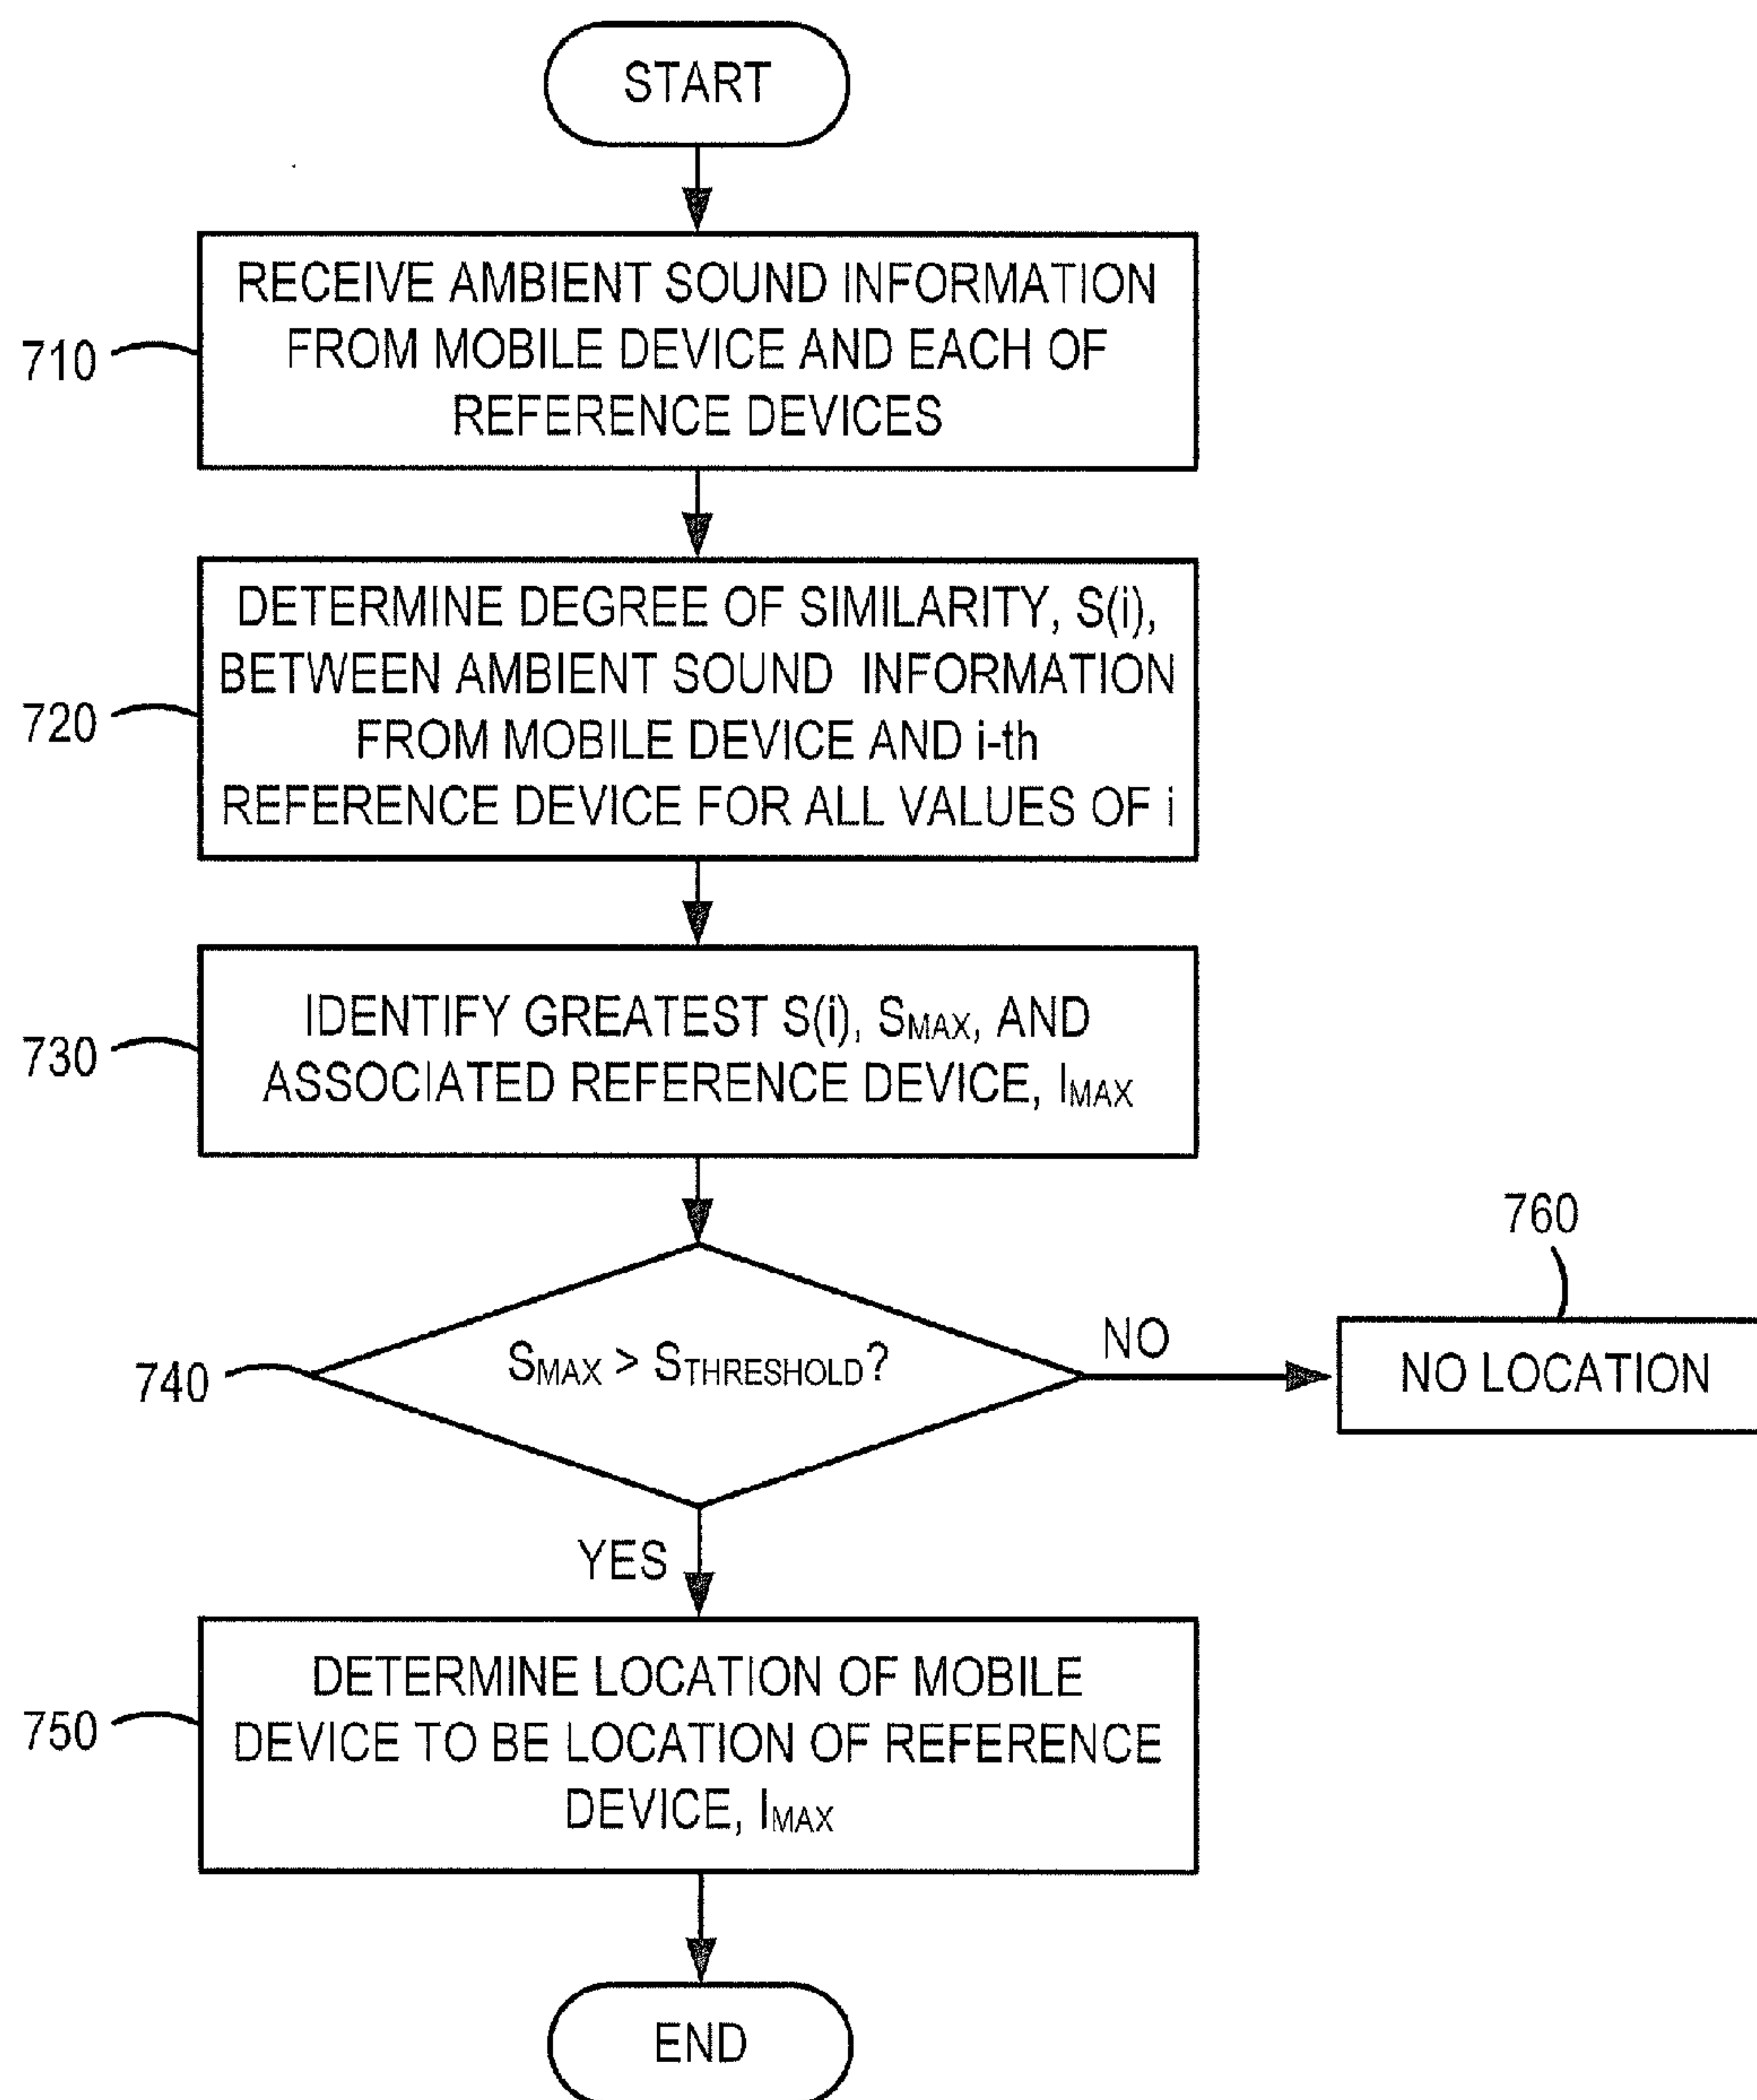 START
710
RECEIVE AMBIENT SOUND INFORMATION
FROM MOBILE DEVICE AND EACH OF
REFERENCE DEVICES
720
DETERMINE DEGREE OF SIMILARITY, S(i),
BETWEEN AMBIENT SOUND INFORMATION
FROM MOBILE DEVICE AND i-th
REFERENCE DEVICE FOR ALL VALUES OF i
730
IDENTIFY GREATEST S(i), SMAX, AND
ASSOCIATED REFERENCE DEVICE, IMAX
740
SMAX > STHRESHOLD?
NO
760
NO LOCATION
YES
750
DETERMINE LOCATION OF MOBILE
DEVICE TO BE LOCATION OF REFERENCE
DEVICE, IMAX
END